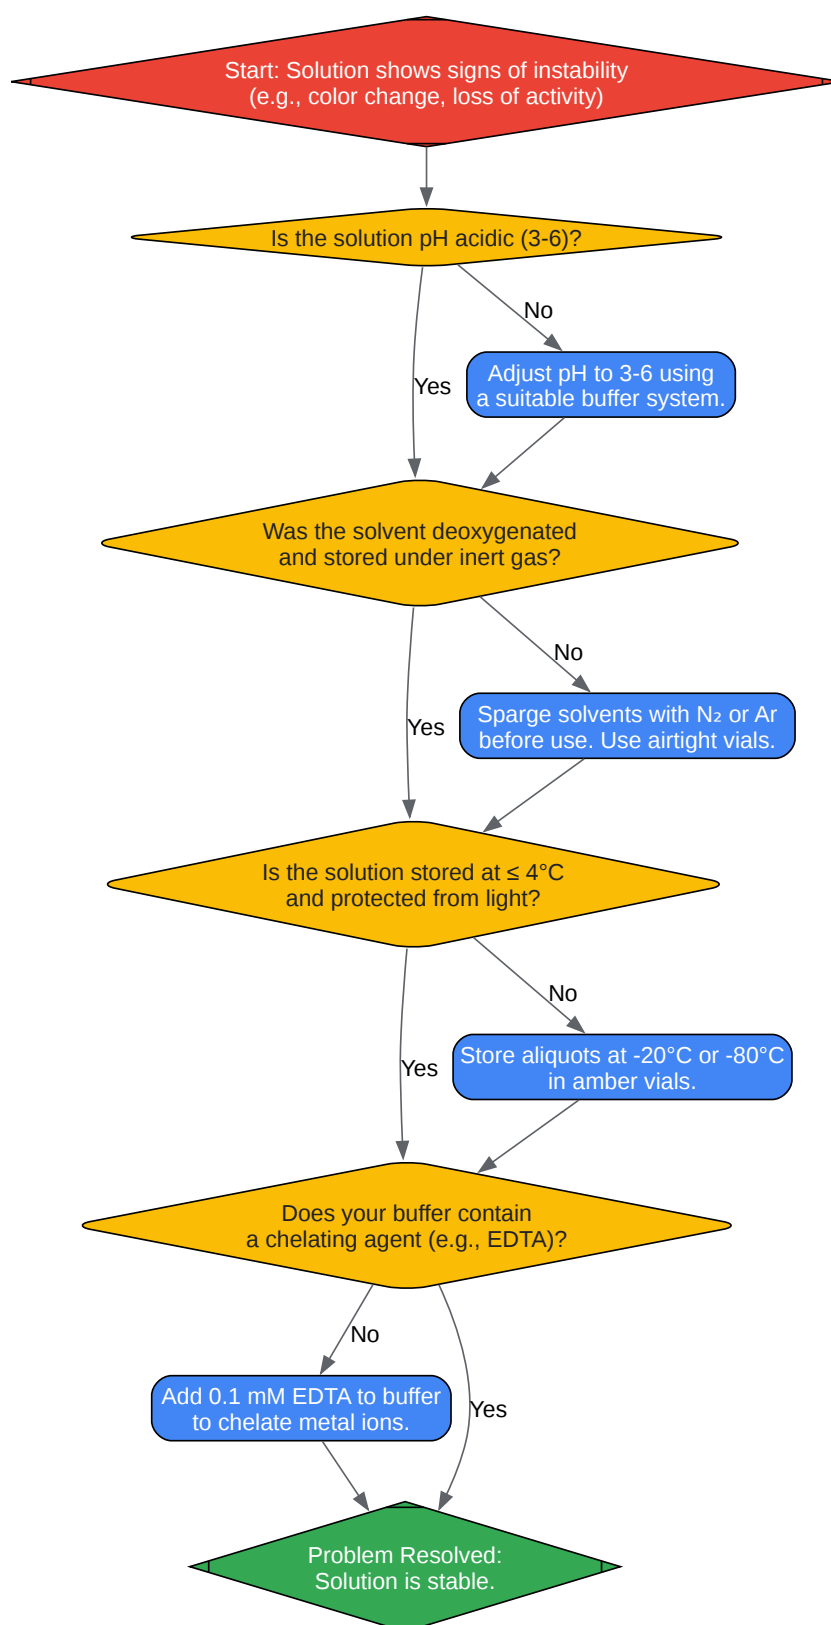 Start: Solution shows signs of instability
(e.g., color change, loss of activity)
Is the solution pH acidic (3-6)?
No
Adjust pH to 3-6 using
a suitable buffer system.
Yes
Was the solvent deoxygenated
and stored under inert gas?
No
Sparge solvents with N₂ or Ar
before use. Use airtight vials.
Yes
Is the solution stored at ≤ 4°C
and protected from light?
No
Store aliquots at -20°C or -80°C
in amber vials.
Yes
Does your buffer contain
a chelating agent (e.g., EDTA)?
No
Add 0.1 mM EDTA to buffer
to chelate metal ions.
Yes
Problem Resolved:
Solution is stable.